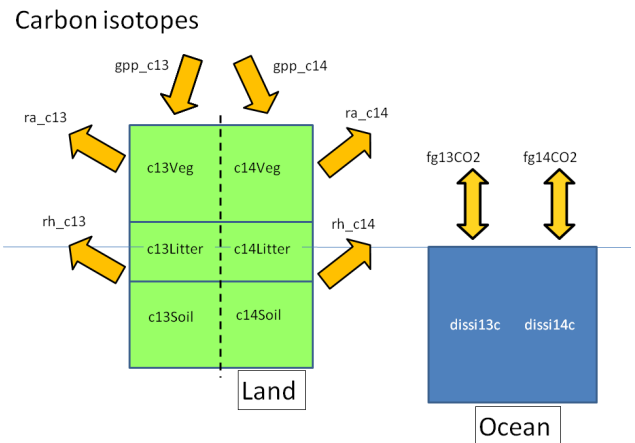 Carbon isotopes
gpp_c13
gpp_c14
ra_c13
ra_c14
c13Veg
c14Veg
fg13CO2
fg14CO2
rh_c13
rh_c14
c13Litter
c14Litter
c13Soil
c14Soil
dissi13c
dissi14c
Land
Ocean